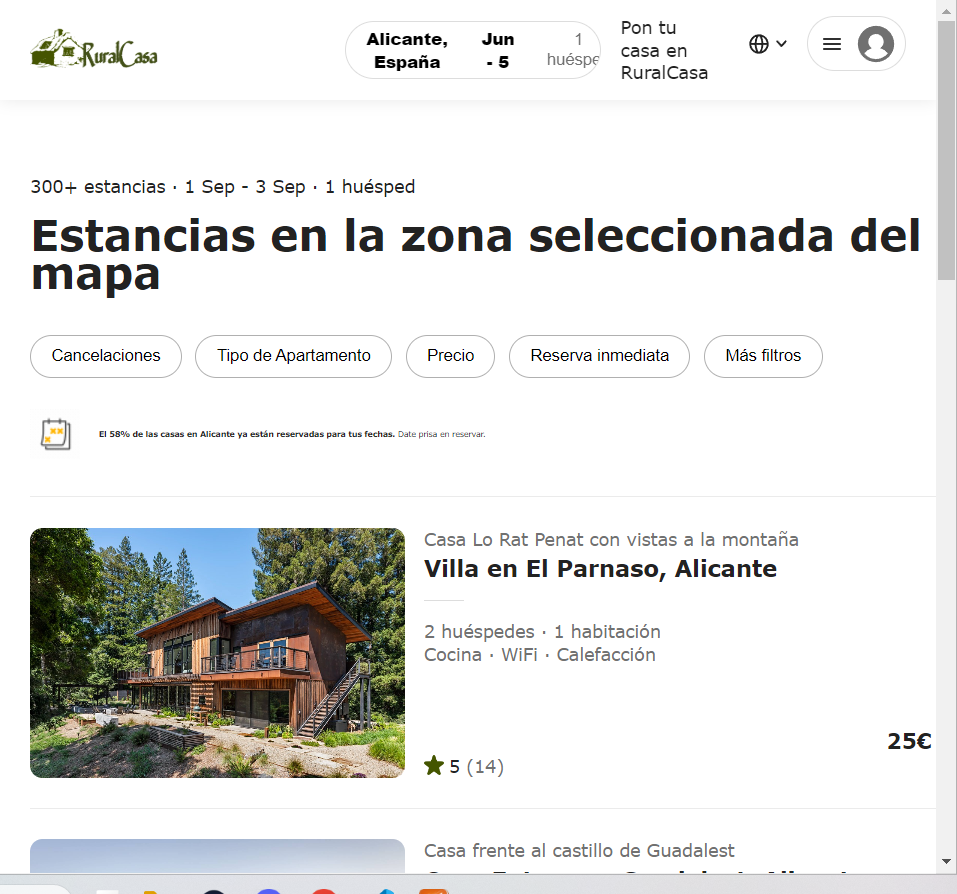 RuralCasa
Alicante,
España
Jun
- 5
1
Pon tu
casa en
RuralCasa
300+ estancias · 1 Sep - 3 Sep · 1 huésped
Estancias en la zona seleccionada del
mapa
Cancelaciones
Tipo de Apartamento
Precio
Reserva inmediata
Más filtros
El 58% de las casas en Alicante ya están reservadas para tus fechas. Date prisa en reservar.
Casa Lo Rat Penat con vistas a la montaña
Villa en El Parnaso, Alicante
2 huéspedes · 1 habitación
Cocina · WiFi · Calefacción
25€
5 (14)
Casa frente al castillo de Guadalest